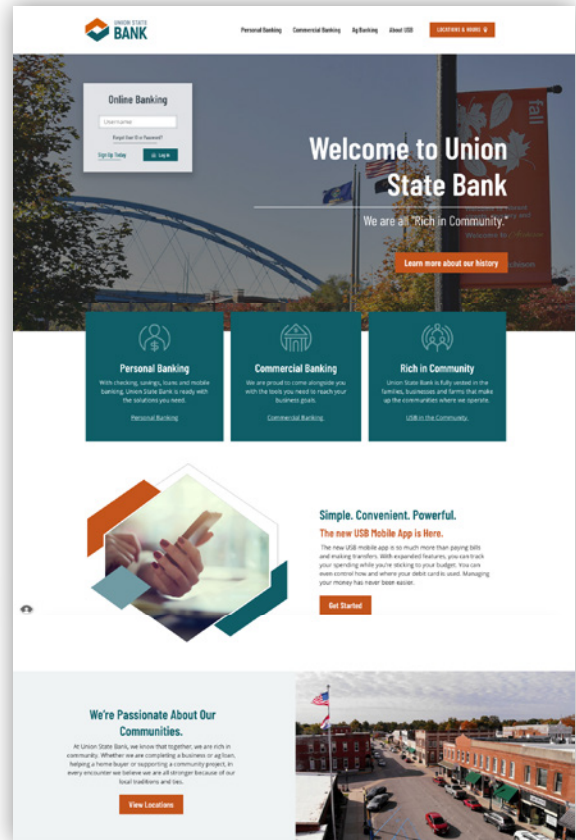 UNION STATE
BANK
Personal Banking Commercial Banking Ag Banking About USB LOCATIONS & HOURS
Online Banking
Username
Forgot User ID or Password?
Sign Up Today Log In
fall
Welcome to Union
State Bank
We are all "Rich in Community."
Welcome to
Learn more about our history
Personal Banking
With checking, savings, loans and mobile
banking, Union State Bank is ready with
the solutions you need.
Personal Banking
Commercial Banking
We are proud to come alongside you
with the tools you need to reach your
business goals.
Commercial Banking
Rich in Community
Union State Bank is fully vested in the
families, businesses and farms that make
up the communities where we operate.
USB in the Community
Simple. Convenient. Powerful.
The new USB Mobile App is Here.
The new USB mobile app is so much more than paying bills
and making transfers. With expanded features, you can track
your spending while you're sticking to your budget. You can
even control how and where your debit card is used. Managing
your money has never been easier.
Get Started
We're Passionate About Our
Communities.
At Union State Bank, we know that together, we are rich in
community. Whether we are completing a business or ag loan,
helping a home buyer or supporting a community project, in
every encounter we believe we are all stronger because of our
local traditions and ties.
View Locations